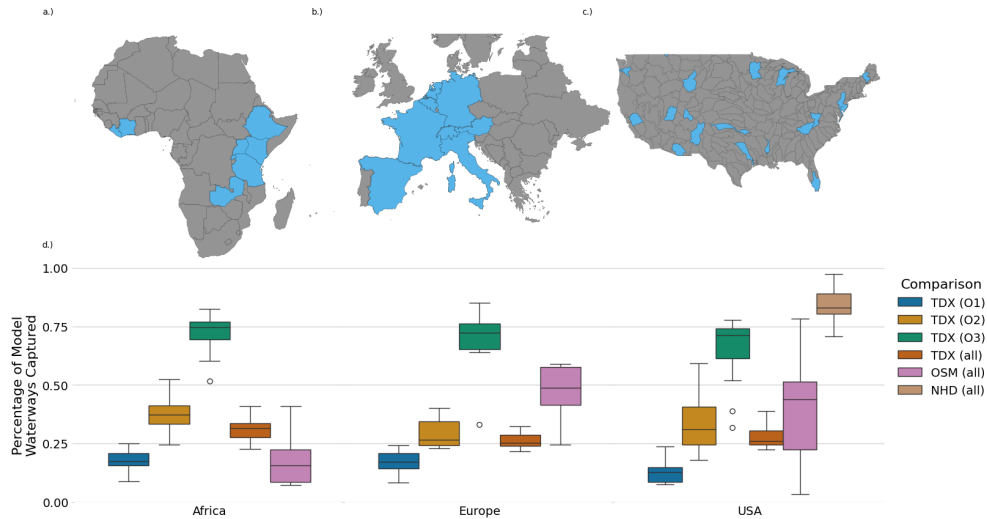 a.)
b.)
c.)
d.)
Percentage of Model
Waterways Captured
1.00
0.75
0.50
0.25
0.00
Africa
Europe
USA
Comparison
TDX (O1)
TDX (O2)
TDX (O3)
TDX (all)
OSM (all)
NHD (all)